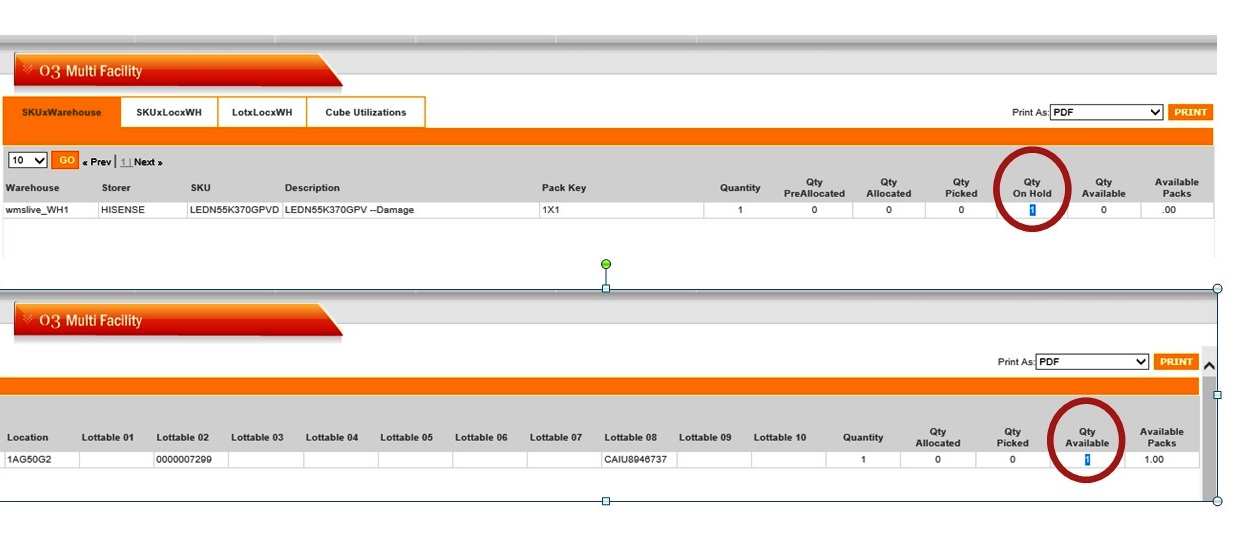 03 Multi Facility
SKUxWarehouse SKUxLocxWH LotxLocxWH Cube Utilizations Print As: PDF PRINT
10 GO « Prev | 1 | Next »
Warehouse Storer SKU Description Pack Key Quantity Qty PreAllocated Qty Allocated Qty Picked Qty On Hold Qty Available Available Packs
wmslive_WH1 HISENSE LEDN55K370GPVD LEDN55K370GPV --Damage 1X1 1 0 0 0 1 0 .00
03 Multi Facility
Print As: PDF PRINT
Location Lottable 01 Lottable 02 Lottable 03 Lottable 04 Lottable 05 Lottable 06 Lottable 07 Lottable 08 Lottable 09 Lottable 10 Quantity Qty Allocated Qty Picked Qty Available Available Packs
1AG50G2 0000007299 CAIU8946737 1 0 0 1 1.00